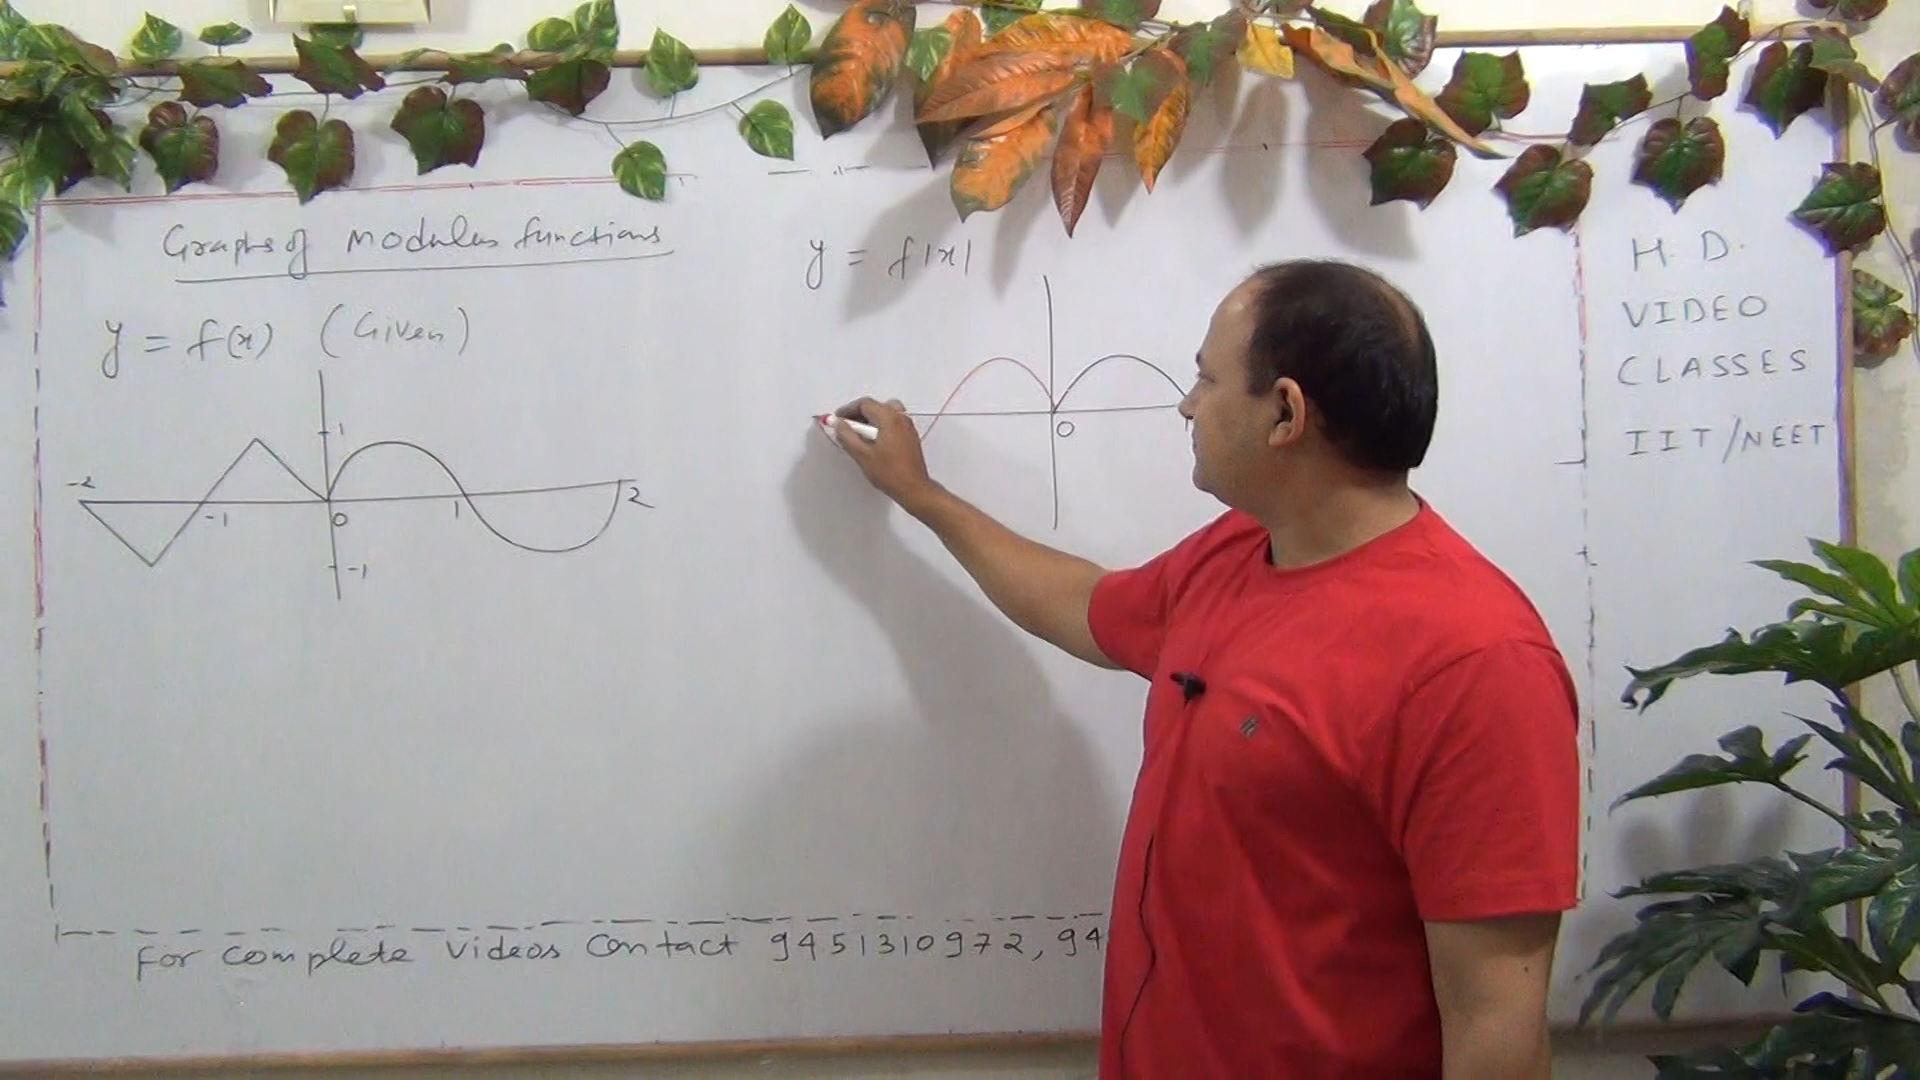 Graphs of Modulus functions
y = f(x) (Given)
1
-2 -1 0 1 2
-1
y = f|x|
0
H. D.
VIDEO
CLASSES
IIT/NEET
For complete videos contact 9451310972, 94